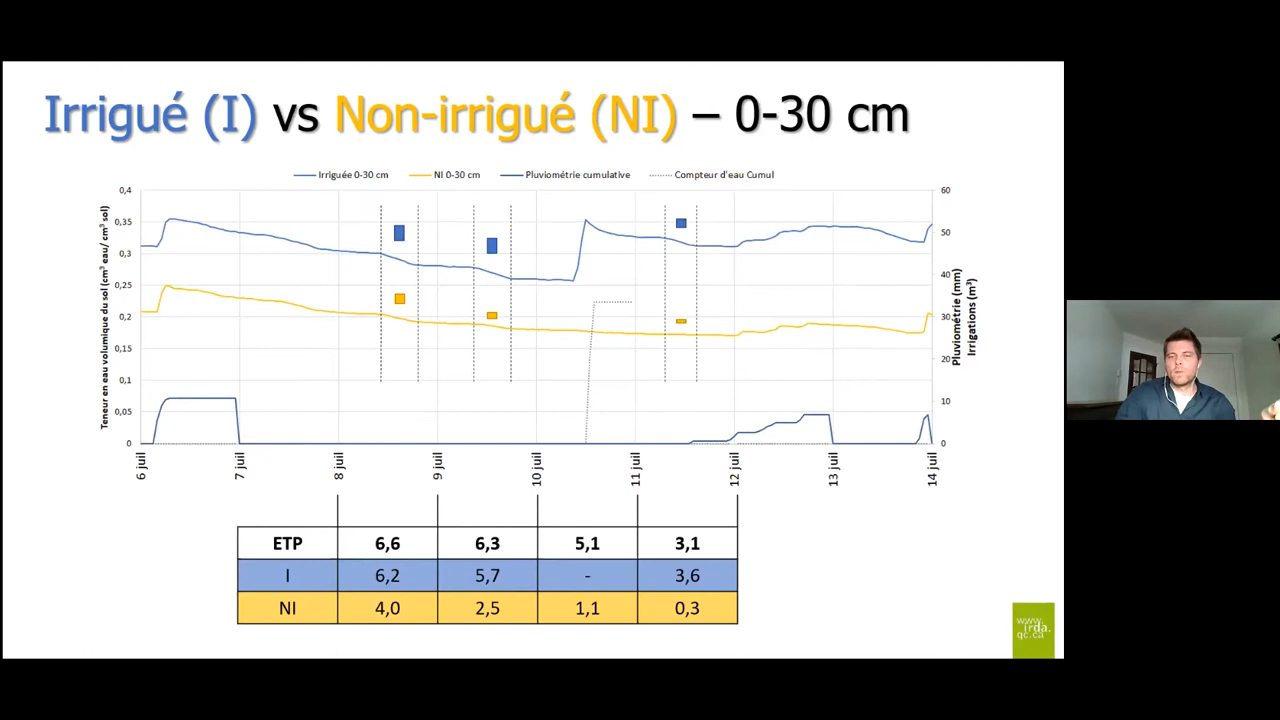 Irrigué (I) vs Non-irrigué (NI) – 0-30 cm
Irriguée 0-30 cm
NI 0-30 cm
Pluviométrie cumulative
Compteur d'eau Cumul
Teneur en eau volumique du sol (cm³ eau/ cm³ sol)
0,4
0,35
0,3
0,25
0,2
0,15
0,1
0,05
0
60
50
40
30
20
10
0
Pluviométrie (mm)
Irrigations (m³)
6 juil
7 juil
8 juil
9 juil
10 juil
11 juil
12 juil
13 juil
14 juil
ETP 6,6 6,3 5,1 3,1
I 6,2 5,7 - 3,6
NI 4,0 2,5 1,1 0,3
www.
irda.
qc.ca